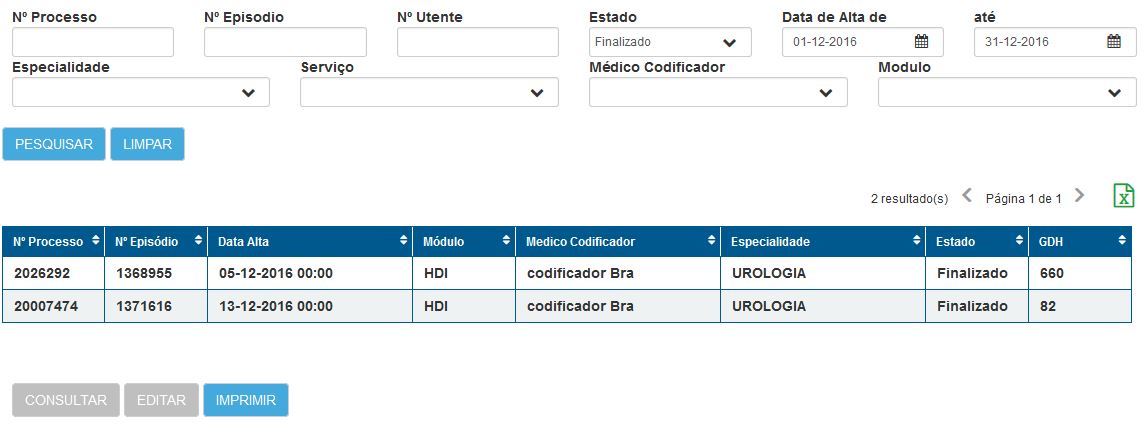 Nº Processo Nº Episodio Nº Utente Estado Data de Alta de até
Finalizado 01-12-2016 31-12-2016
Especialidade Serviço Médico Codificador Modulo
PESQUISAR LIMPAR
2 resultado(s) Página 1 de 1
Nº Processo Nº Episódio Data Alta Módulo Medico Codificador Especialidade Estado GDH
2026292 1368955 05-12-2016 00:00 HDI codificador Bra UROLOGIA Finalizado 660
20007474 1371616 13-12-2016 00:00 HDI codificador Bra UROLOGIA Finalizado 82
CONSULTAR EDITAR IMPRIMIR